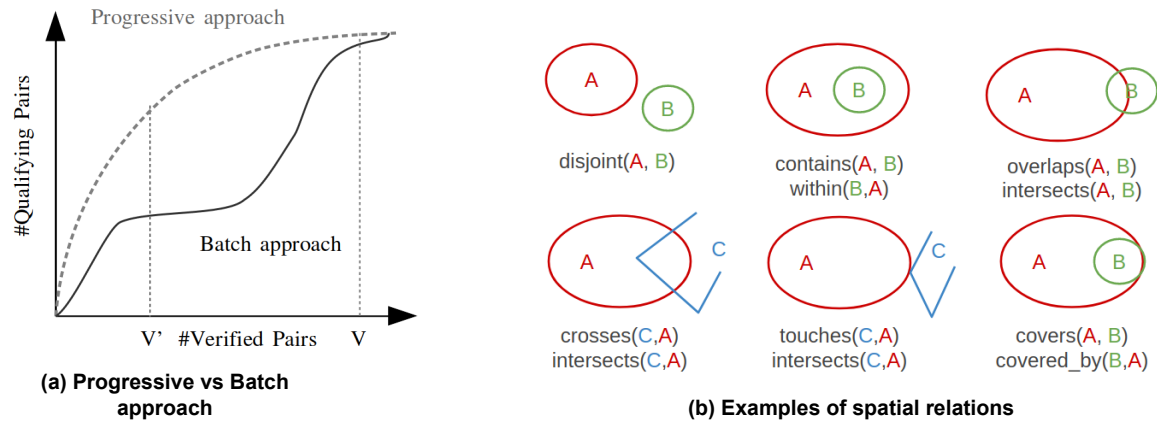 Progressive approach
#Qualifying Pairs
Batch approach
V' #Verified Pairs V
(a) Progressive vs Batch
approach
A
B
disjoint(A, B)
A B
contains(A, B)
within(B,A)
A B
overlaps(A, B)
intersects(A, B)
A C
crosses(C,A)
intersects(C,A)
A C
touches(C,A)
intersects(C,A)
A B
covers(A, B)
covered_by(B,A)
(b) Examples of spatial relations